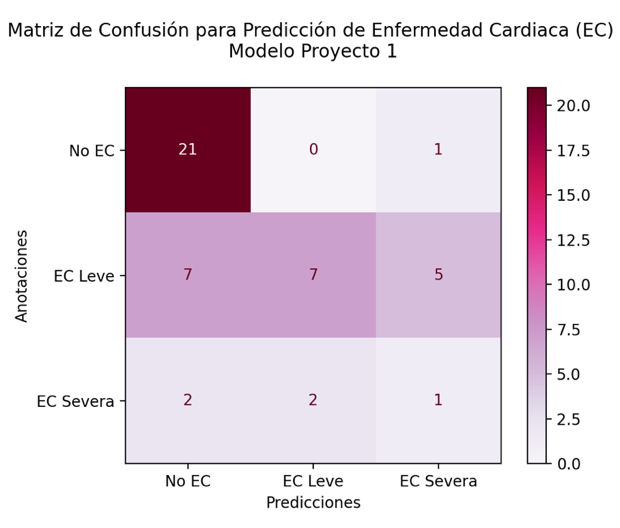 Matriz de Confusión para Predicción de Enfermedad Cardiaca (EC)
Modelo Proyecto 1
No EC 21 0 1 20.0
17.5
15.0
12.5
EC Leve 7 7 5 10.0
7.5
5.0
EC Severa 2 2 1 2.5
0.0
Anotaciones
No EC EC Leve EC Severa
Predicciones